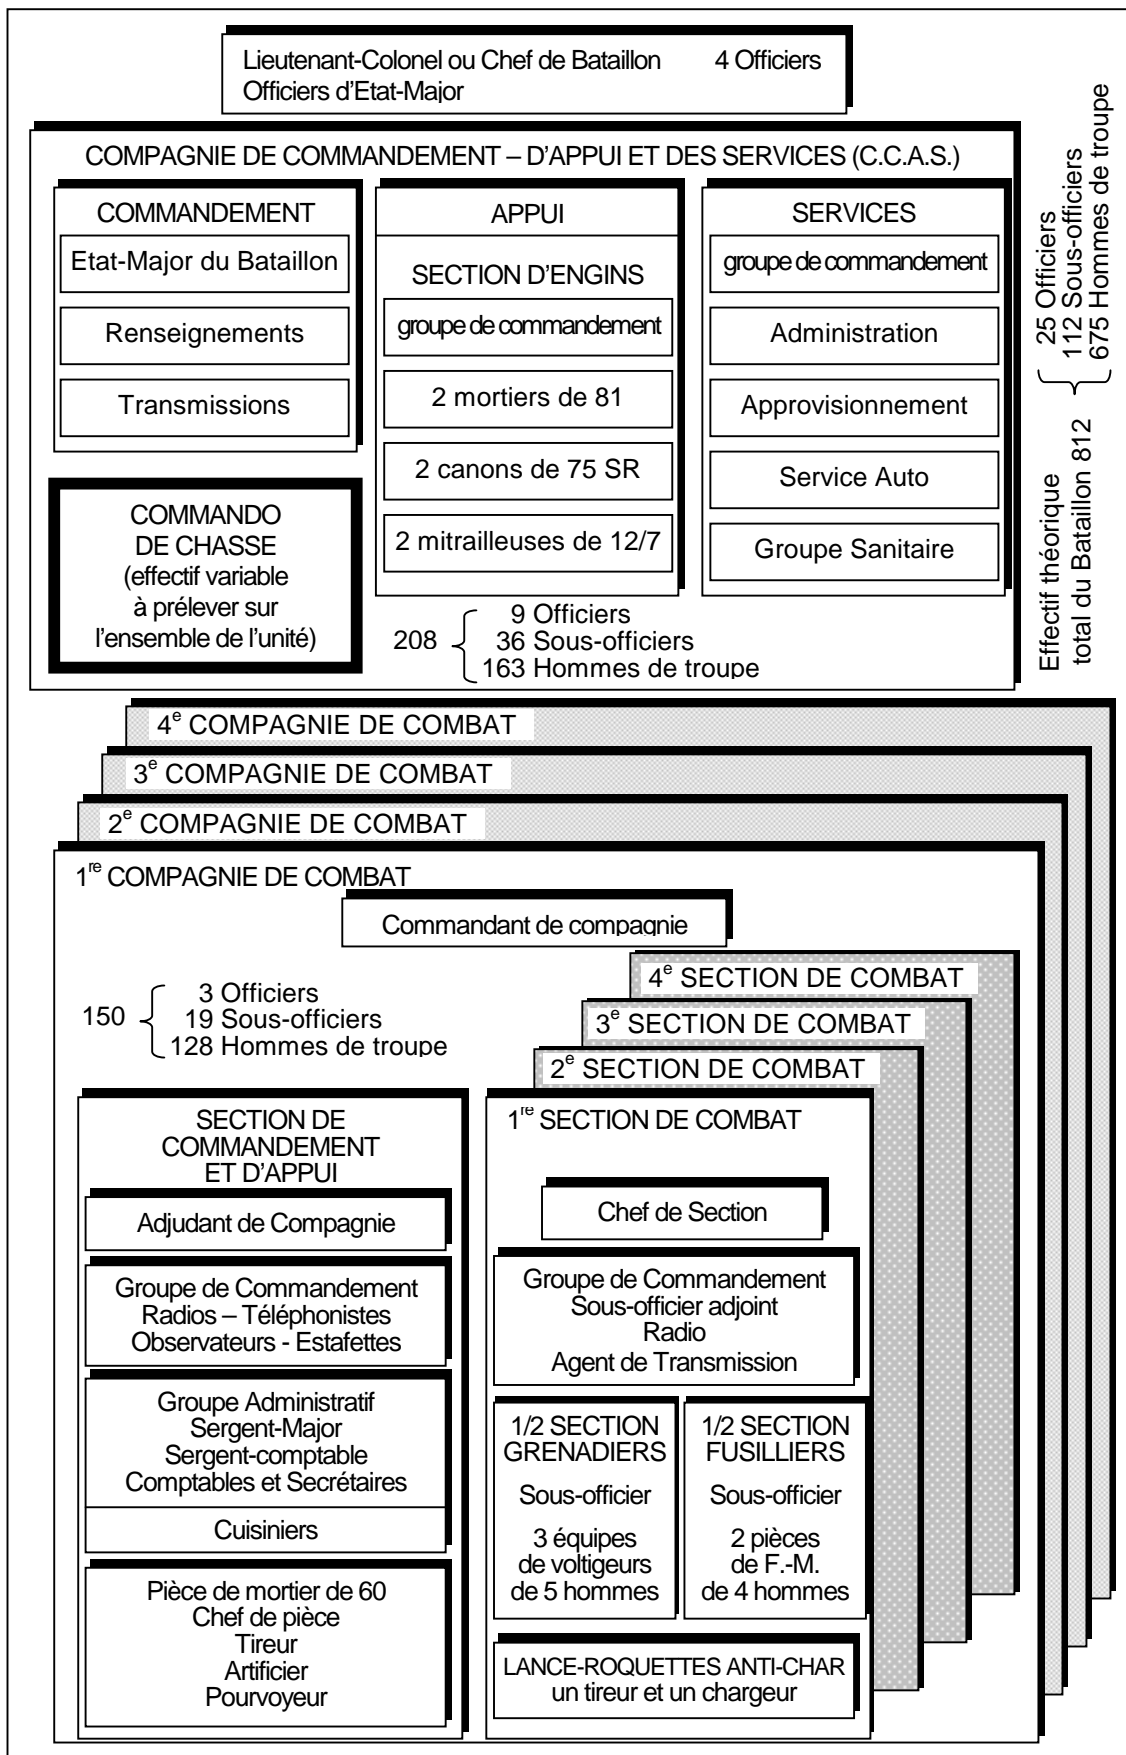 Lieutenant-Colonel ou Chef de Bataillon 4 Officiers
Officiers d'Etat-Major
COMPAGNIE DE COMMANDEMENT – D'APPUI ET DES SERVICES (C.C.A.S.)
COMMANDEMENT
Etat-Major du Bataillon
Renseignements
Transmissions
COMMANDO
DE CHASSE
(effectif variable
à prélever sur
l'ensemble de l'unité)
APPUI
SECTION D'ENGINS
groupe de commandement
2 mortiers de 81
2 canons de 75 SR
2 mitrailleuses de 12/7
SERVICES
groupe de commandement
Administration
Approvisionnement
Service Auto
Groupe Sanitaire
208
9 Officiers
36 Sous-officiers
163 Hommes de troupe
Effectif théorique
total du Bataillon 812
25 Officiers
112 Sous-officiers
675 Hommes de troupe
4e COMPAGNIE DE COMBAT
3e COMPAGNIE DE COMBAT
2e COMPAGNIE DE COMBAT
1re COMPAGNIE DE COMBAT
Commandant de compagnie
150
3 Officiers
19 Sous-officiers
128 Hommes de troupe
4e SECTION DE COMBAT
3e SECTION DE COMBAT
2e SECTION DE COMBAT
1re SECTION DE COMBAT
SECTION DE
COMMANDEMENT
ET D'APPUI
Adjudant de Compagnie
Groupe de Commandement
Radios – Téléphonistes
Observateurs - Estafettes
Groupe Administratif
Sergent-Major
Sergent-comptable
Comptables et Secrétaires
Cuisiniers
Pièce de mortier de 60
Chef de pièce
Tireur
Artificier
Pourvoyeur
Chef de Section
Groupe de Commandement
Sous-officier adjoint
Radio
Agent de Transmission
1/2 SECTION
GRENADIERS
Sous-officier
3 équipes
de voltigeurs
de 5 hommes
1/2 SECTION
FUSILLIERS
Sous-officier
2 pièces
de F.-M.
de 4 hommes
LANCE-ROQUETTES ANTI-CHAR
un tireur et un chargeur